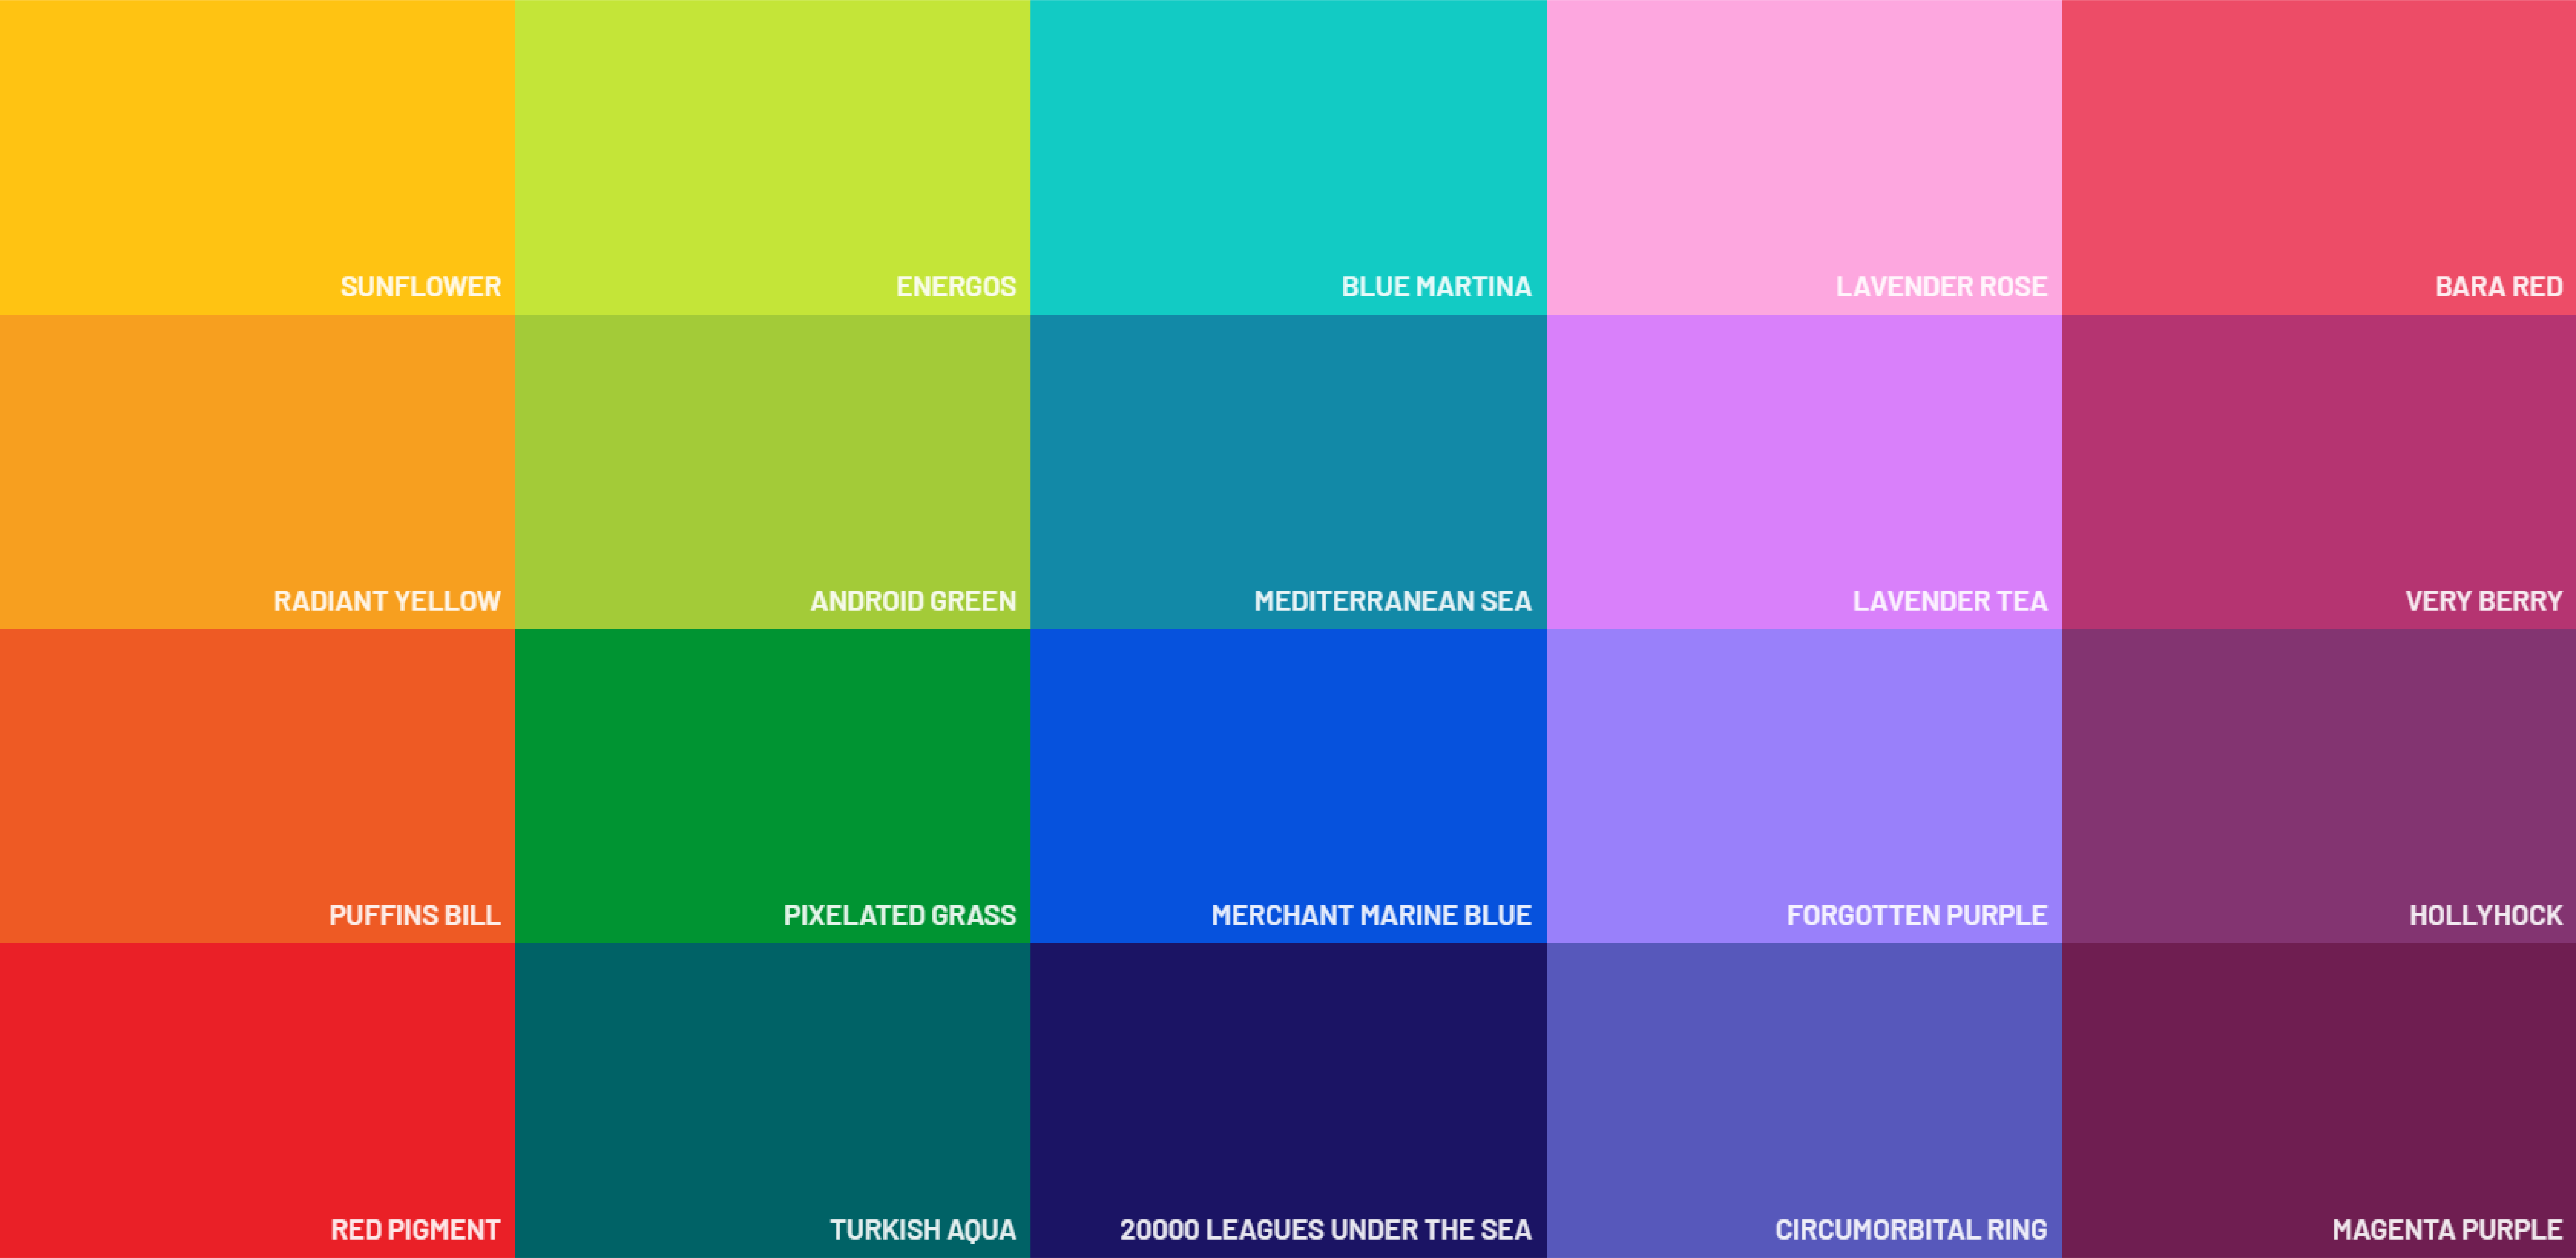 SUNFLOWER
ENERGOS
BLUE MARTINA
LAVENDER ROSE
BARA RED
RADIANT YELLOW
ANDROID GREEN
MEDITERRANEAN SEA
LAVENDER TEA
VERY BERRY
PUFFINS BILL
PIXELATED GRASS
MERCHANT MARINE BLUE
FORGOTTEN PURPLE
HOLLYHOCK
RED PIGMENT
TURKISH AQUA
20000 LEAGUES UNDER THE SEA
CIRCUMORBITAL RING
MAGENTA PURPLE